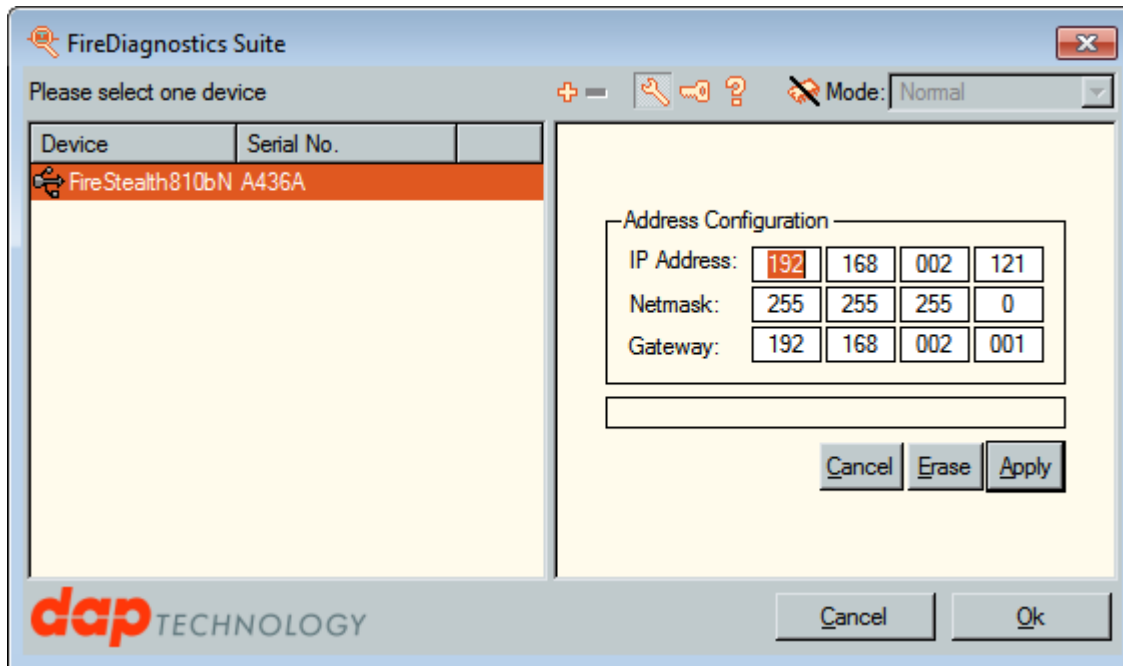 FireDiagnostics Suite
Please select one device
Mode: Normal
Device Serial No.
FireStealth810bN A436A
Address Configuration
IP Address: 192 168 002 121
Netmask: 255 255 255 0
Gateway: 192 168 002 001
Cancel Erase Apply
dap TECHNOLOGY
Cancel Ok